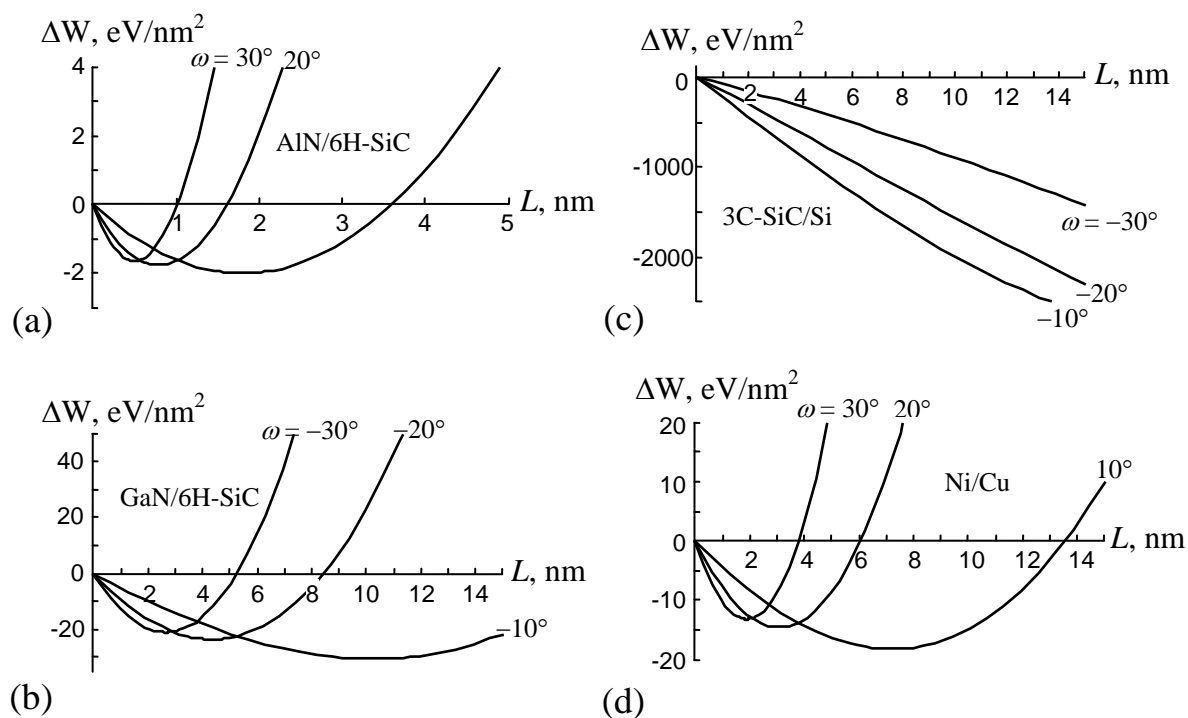 ΔW, eV/nm²
ω = 30° 20°
4
2
0
-2
AlN/6H-SiC
1 2 3 4 5
L, nm
(a)
ΔW, eV/nm²
0
-1000
-2000
2 4 6 8 10 12 14
L, nm
3C-SiC/Si
ω = −30°
−20°
−10°
(c)
ΔW, eV/nm²
ω = −30° −20°
40
20
0
-20
GaN/6H-SiC
2 4 6 8 10 12 14
L, nm
−10°
(b)
ΔW, eV/nm²
ω = 30° 20°
10°
20
10
0
-10
-20
Ni/Cu
2 4 6 8 10 12 14
L, nm
(d)